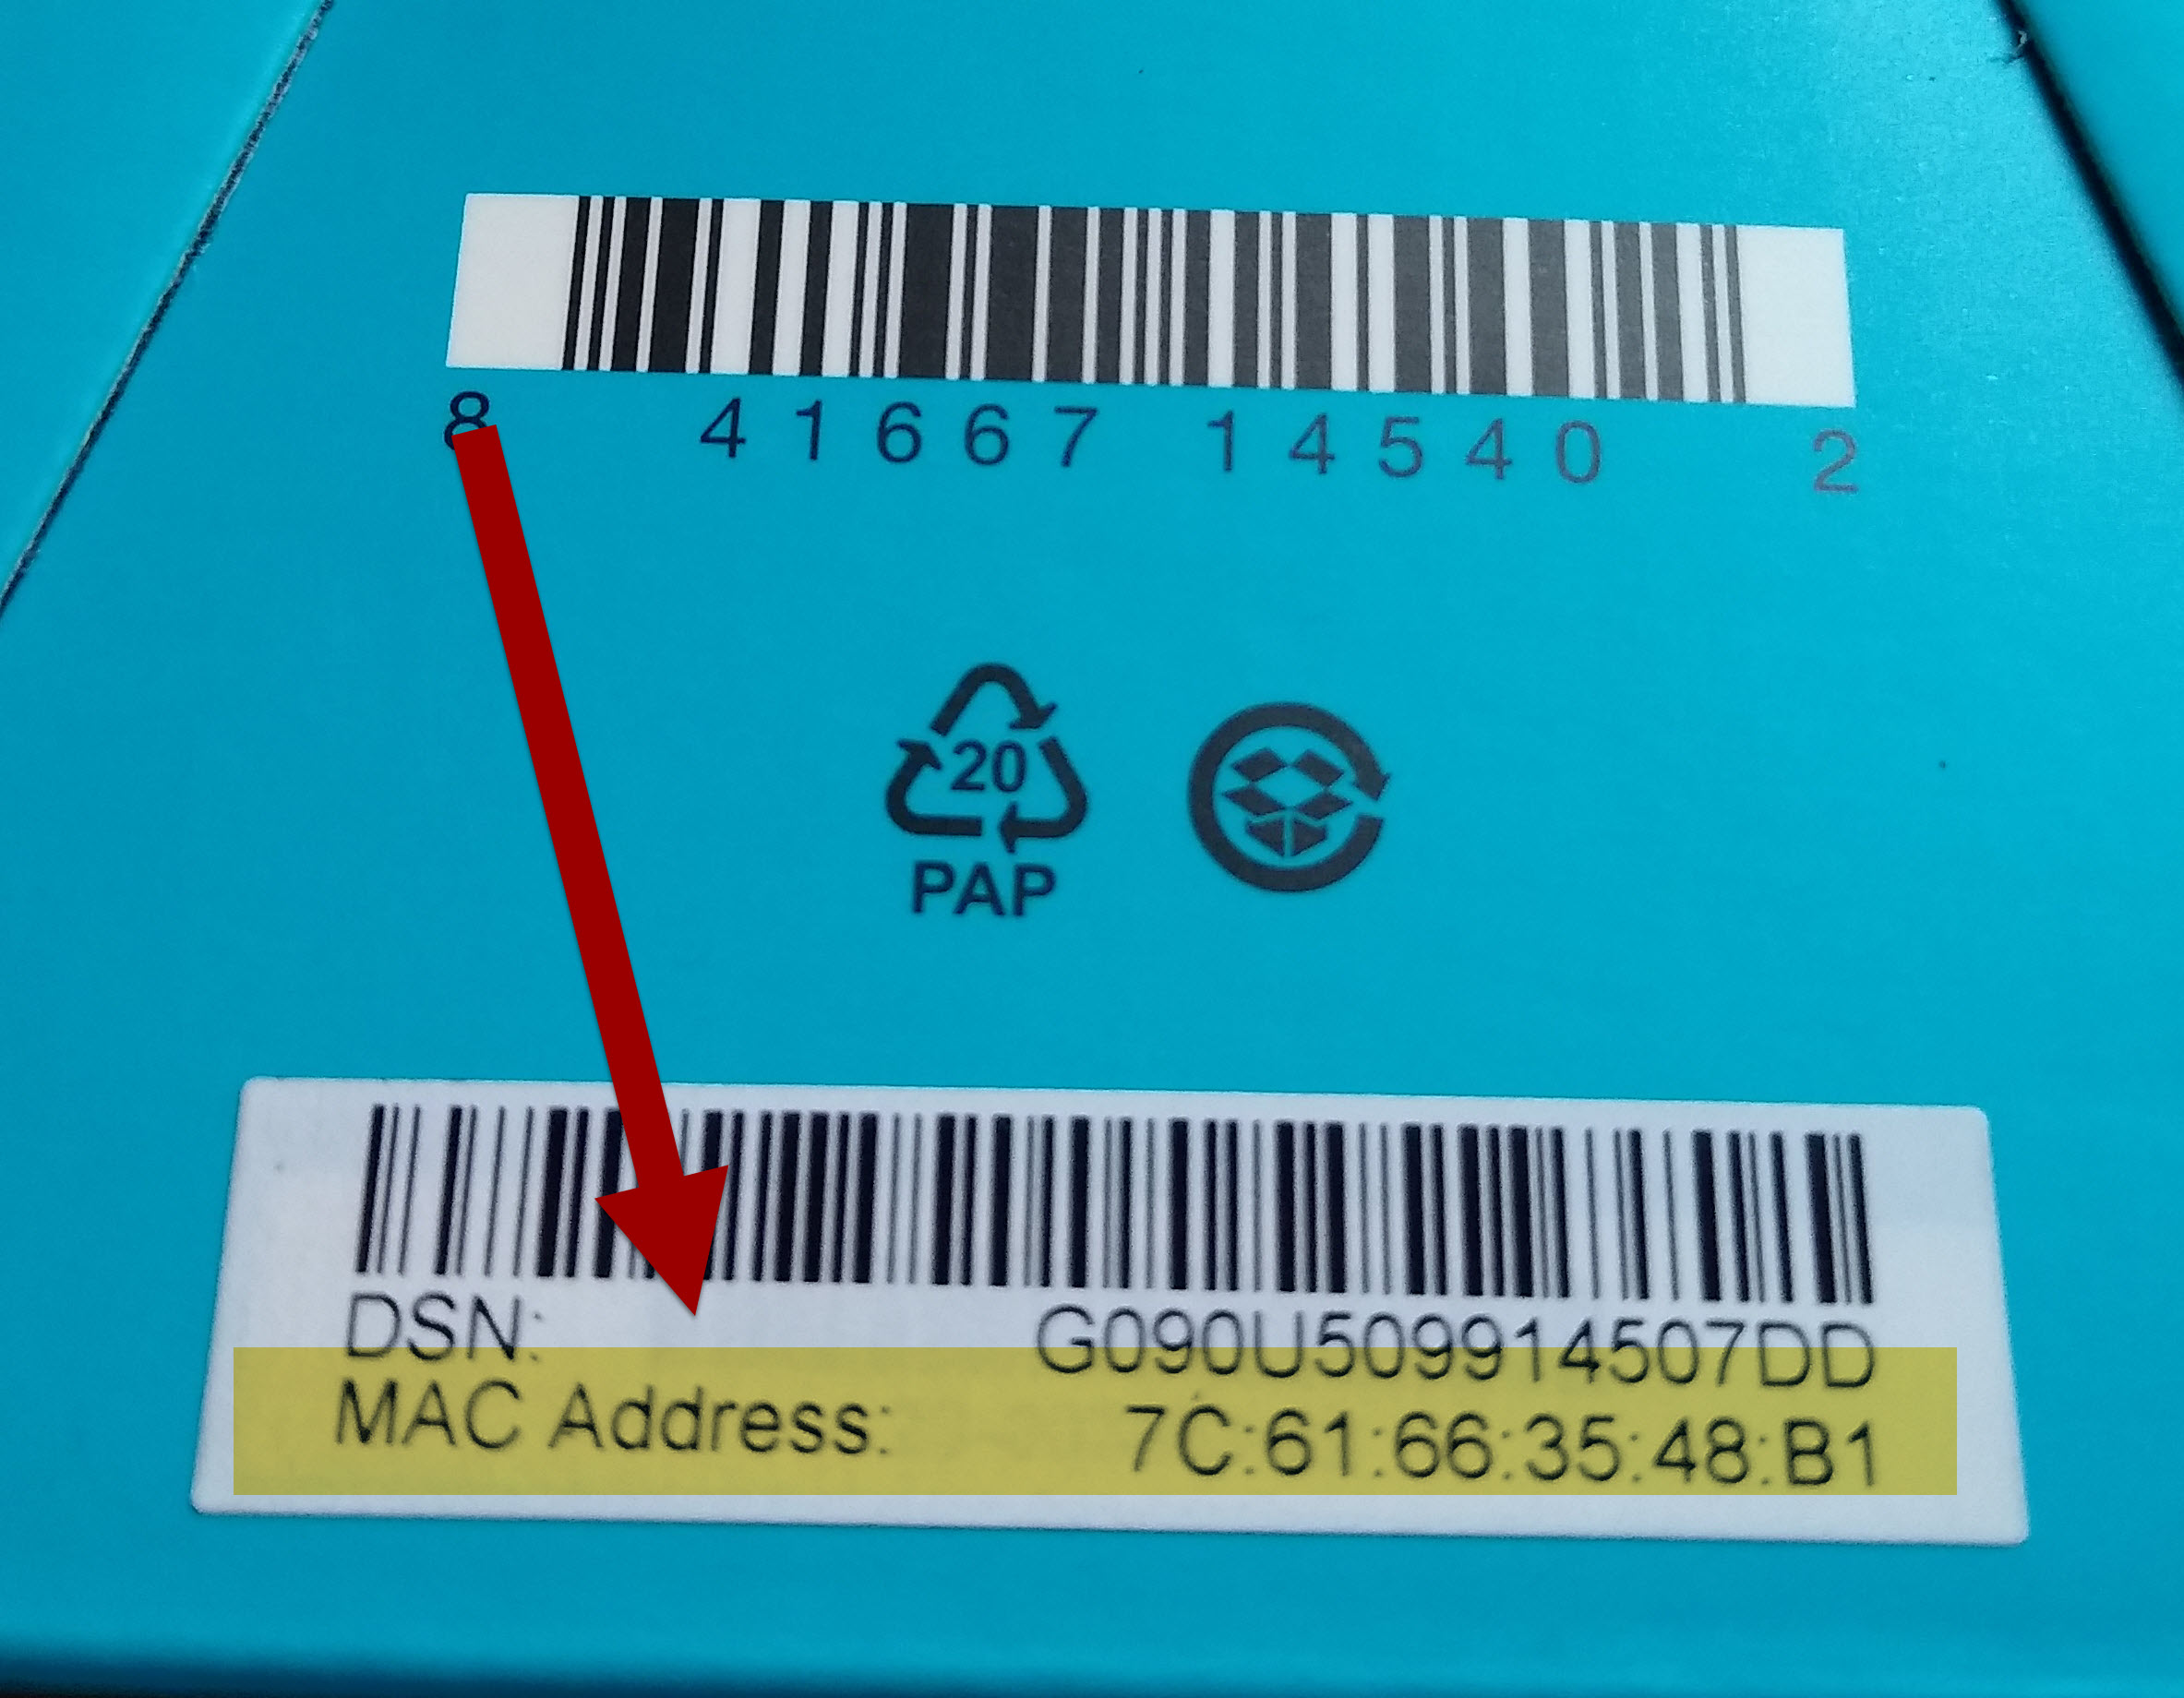 8 41667 14540 2
20
PAP
DSN: G090U509914507DD
MAC Address: 7C:61:66:35:48:B1